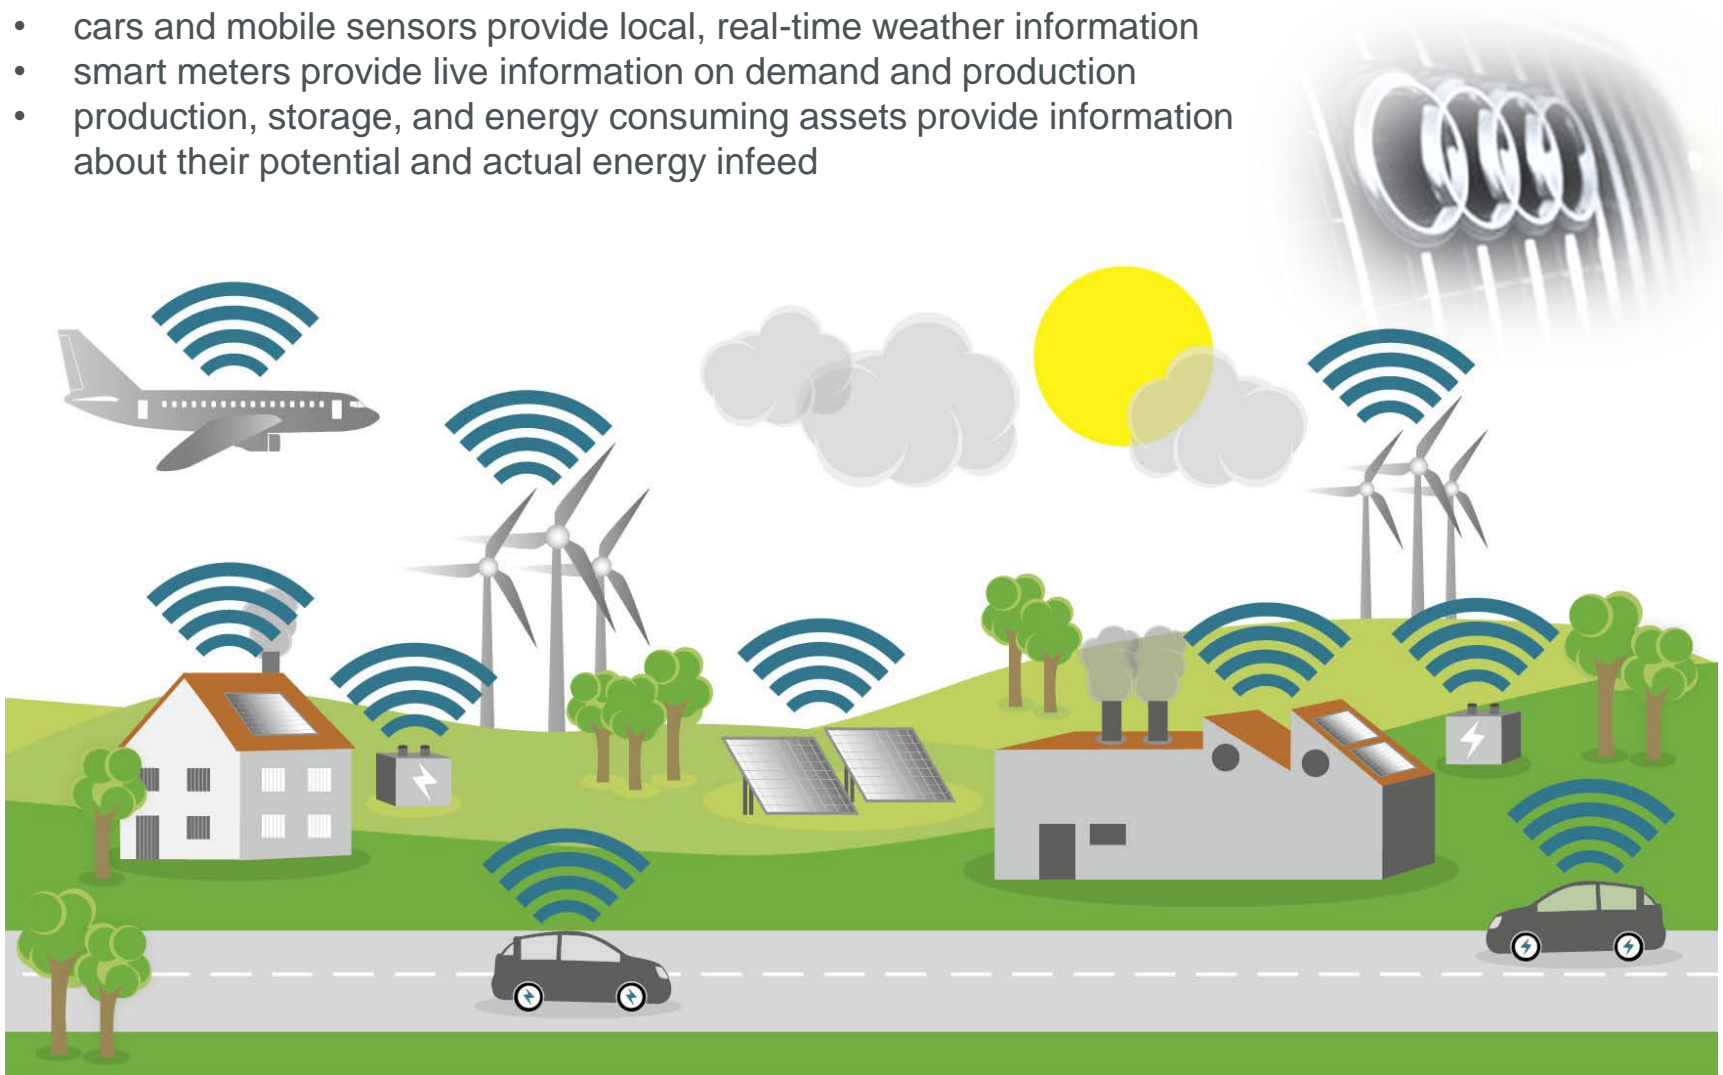 • cars and mobile sensors provide local, real-time weather information
• smart meters provide live information on demand and production
• production, storage, and energy consuming assets provide information
about their potential and actual energy infeed